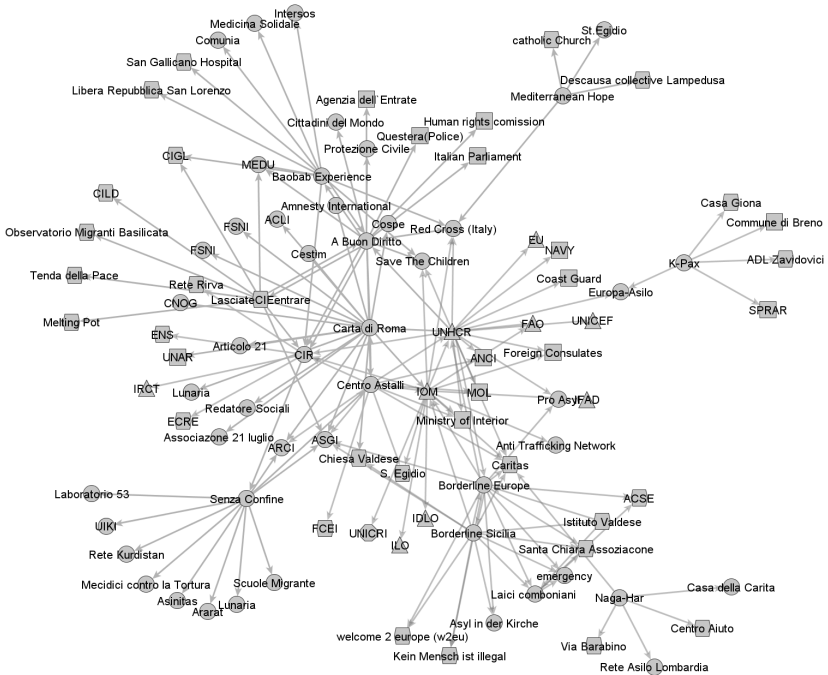 Intersos
Medicina Solidale
Comunia
St.Egidio
catholic Church
San Gallicano Hospital
Descausa collective Lampedusa
Libera Repubblica San Lorenzo
Mediterranean Hope
Agenzia dell`Entrate
Cittadini del Mondo
Human rights comission
Questera(Police)
Protezione Civile
Italian Parliament
CIGL
MEDU
Baobab Experience
CILD
Amnesty International
Casa Giona
ACLI
FSNI
Cospe
Red Cross (Italy)
Commune di Breno
Observatorio Migranti Basilicata
A Buon Diritto
EU
NAVY
FSNI
Cestim
Save The Children
K-Pax
ADL Zavidovici
Tenda della Pace
Rete Rirva
Coast Guard
LasciateCIEentrare
CNOG
Europa-Asilo
SPRAR
Melting Pot
Carta di Roma
UNHCR
FAO
UNICEF
ENS
Articolo 21
CIR
UNAR
ANCI
Foreign Consulates
IRCT
Lunaria
Centro Astalli
IOM
MOL
Pro Asyl
IFAD
Redatore Sociali
ECRE
Ministry of Interior
Associazone 21 luglio
ARCI
ASGI
Anti Trafficking Network
Chiesa Valdese
S. Egidio
Caritas
Borderline Europe
Laboratorio 53
Senza Confine
ACSE
UIKI
FCEI
UNICRI
IDLO
Istituto Valdese
Borderline Sicilia
ILO
Santa Chiara Assoziacone
Rete Kurdistan
Mecidici contro la Tortura
Scuole Migrante
emergency
Laici comboniani
Casa della Carita
Asinitas
Ararat
Lunaria
Naga-Har
Asyl in der Kirche
Centro Aiuto
welcome 2 europe (w2eu)
Via Barabino
Kein Mensch ist illegal
Rete Asilo Lombardia